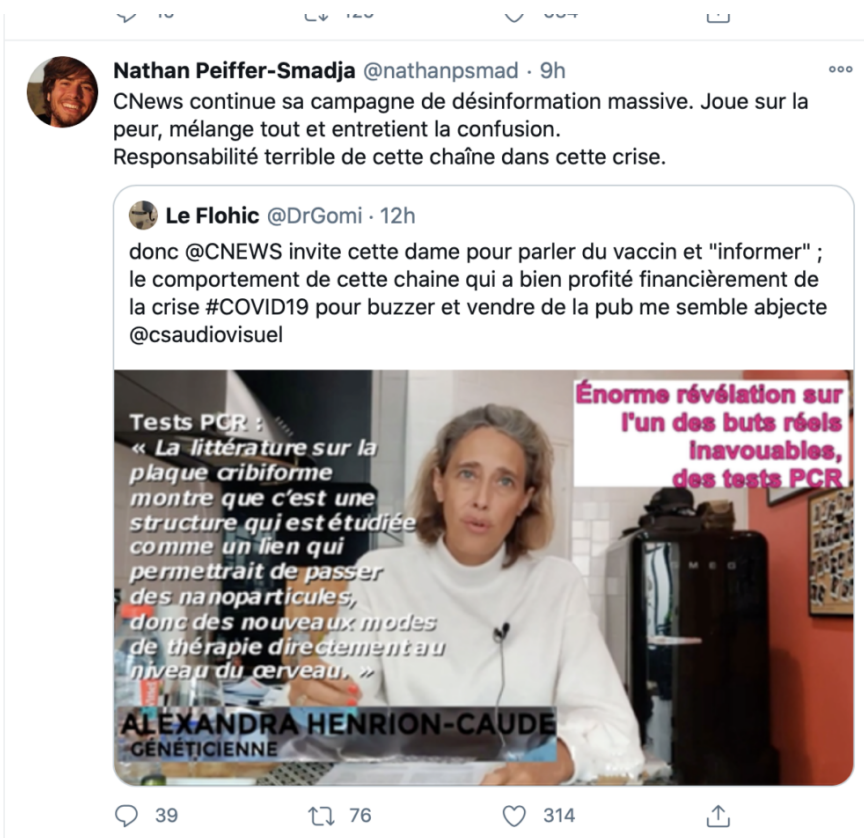 Nathan Peiffer-Smadja @nathanpsmad · 9h
CNews continue sa campagne de désinformation massive. Joue sur la
peur, mélange tout et entretient la confusion.
Responsabilité terrible de cette chaîne dans cette crise.
Le Flohic @DrGomi · 12h
donc @CNEWS invite cette dame pour parler du vaccin et "informer" ;
le comportement de cette chaine qui a bien profité financièrement de
la crise #COVID19 pour buzzer et vendre de la pub me semble abjecte
@csaudiovisuel
Énorme révélation sur
l'un des buts réels
Inavouables,
des tests PCR
Tests PCR :
« La littérature sur la
plaque cribiforme
montre que c'est une
structure qui est étudiée
comme un lien qui
permettrait de passer
des nanoparticules,
donc des nouveaux modes
de thérapie directement au
niveau du cerveau. »
SMEG
ALEXANDRA HENRION-CAUDE
GÉNÉTICIENNE
39 76 314